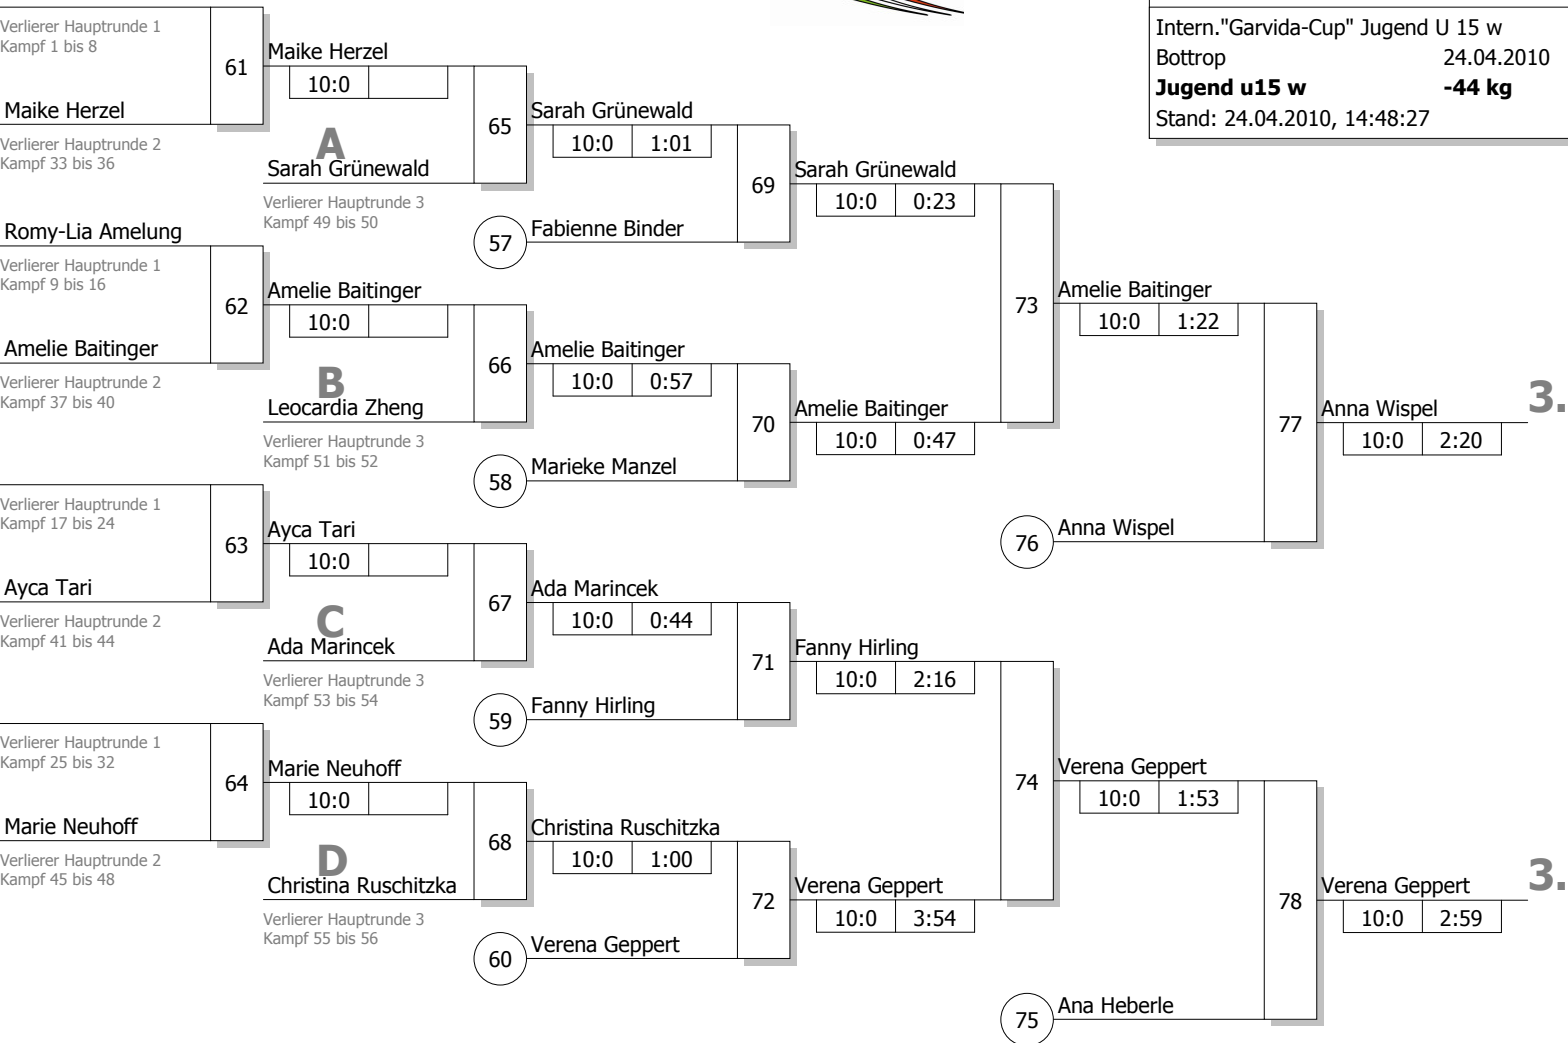 Intern."Garvida-Cup" Jugend U 15 w
Bottrop 24.04.2010
Jugend u15 w -44 kg
Stand: 24.04.2010, 14:48:27
Verlierer Hauptrunde 1
Kampf 1 bis 8
61
Maike Herzel
10:0
Maike Herzel
Verlierer Hauptrunde 2
Kampf 33 bis 36
A
65
Sarah Grünewald
10:0 1:01
Sarah Grünewald
Verlierer Hauptrunde 3
Kampf 49 bis 50
69
Sarah Grünewald
10:0 0:23
57
Fabienne Binder
Romy-Lia Amelung
Verlierer Hauptrunde 1
Kampf 9 bis 16
62
Amelie Baitinger
10:0
Amelie Baitinger
Verlierer Hauptrunde 2
Kampf 37 bis 40
B
66
Amelie Baitinger
10:0 0:57
Leocardia Zheng
Verlierer Hauptrunde 3
Kampf 51 bis 52
70
Amelie Baitinger
10:0 0:47
58
Marieke Manzel
73
Amelie Baitinger
10:0 1:22
77
Anna Wispel
10:0 2:20
3.
76
Anna Wispel
Verlierer Hauptrunde 1
Kampf 17 bis 24
63
Ayca Tari
10:0
Ayca Tari
Verlierer Hauptrunde 2
Kampf 41 bis 44
C
67
Ada Marincek
10:0 0:44
Ada Marincek
Verlierer Hauptrunde 3
Kampf 53 bis 54
71
Fanny Hirling
10:0 2:16
59
Fanny Hirling
Verlierer Hauptrunde 1
Kampf 25 bis 32
64
Marie Neuhoff
10:0
Marie Neuhoff
Verlierer Hauptrunde 2
Kampf 45 bis 48
D
68
Christina Ruschitzka
10:0 1:00
Christina Ruschitzka
Verlierer Hauptrunde 3
Kampf 55 bis 56
72
Verena Geppert
10:0 3:54
60
Verena Geppert
74
Verena Geppert
10:0 1:53
78
Verena Geppert
10:0 2:59
3.
75
Ana Heberle